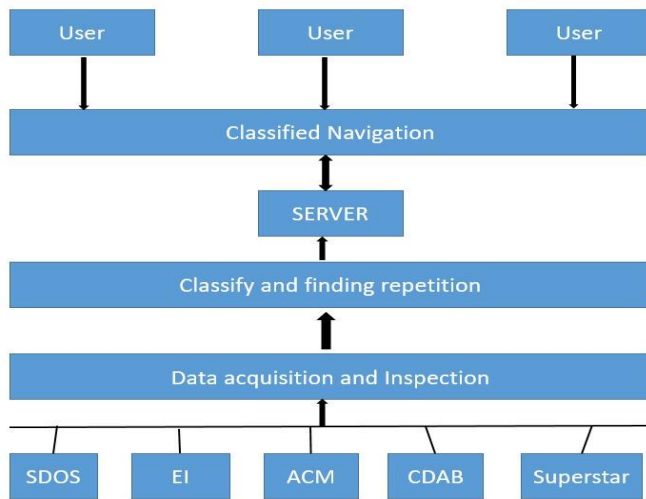 User User User
Classified Navigation
SERVER
Classify and finding repetition
Data acquisition and Inspection
SDOS EI ACM CDAB Superstar